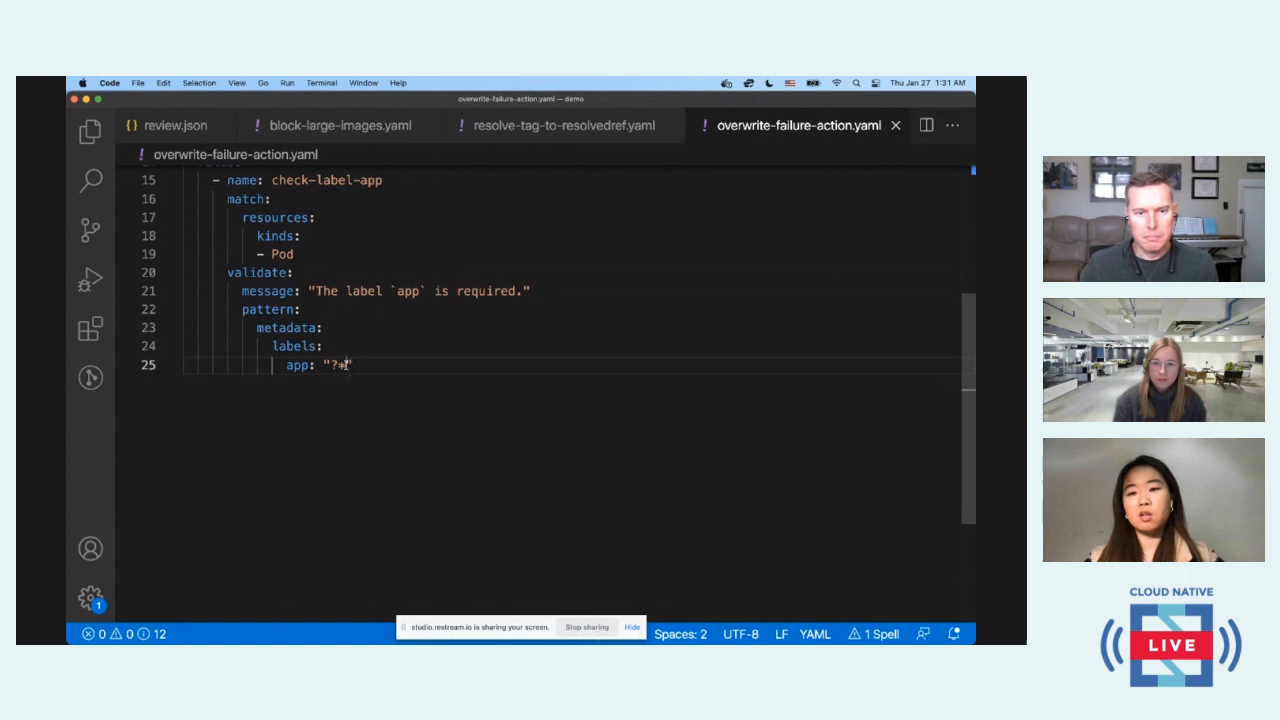 Code File Edit Selection View Go Run Terminal Window Help Thu Jan 27 1:31 AM
overwrite-failure-action.yaml — demo
{} review.json ! block-large-images.yaml ! resolve-tag-to-resolvedref.yaml ! overwrite-failure-action.yaml
! overwrite-failure-action.yaml
15 - name: check-label-app
16 match:
17 resources:
18 kinds:
19 - Pod
20 validate:
21 message: "The label `app` is required."
22 pattern:
23 metadata:
24 labels:
25 app: "?*"
1
studio.restream.io is sharing your screen. Stop sharing Hide
0 0 12 Spaces: 2 UTF-8 LF YAML 1 Spell
CLOUD NATIVE
LIVE